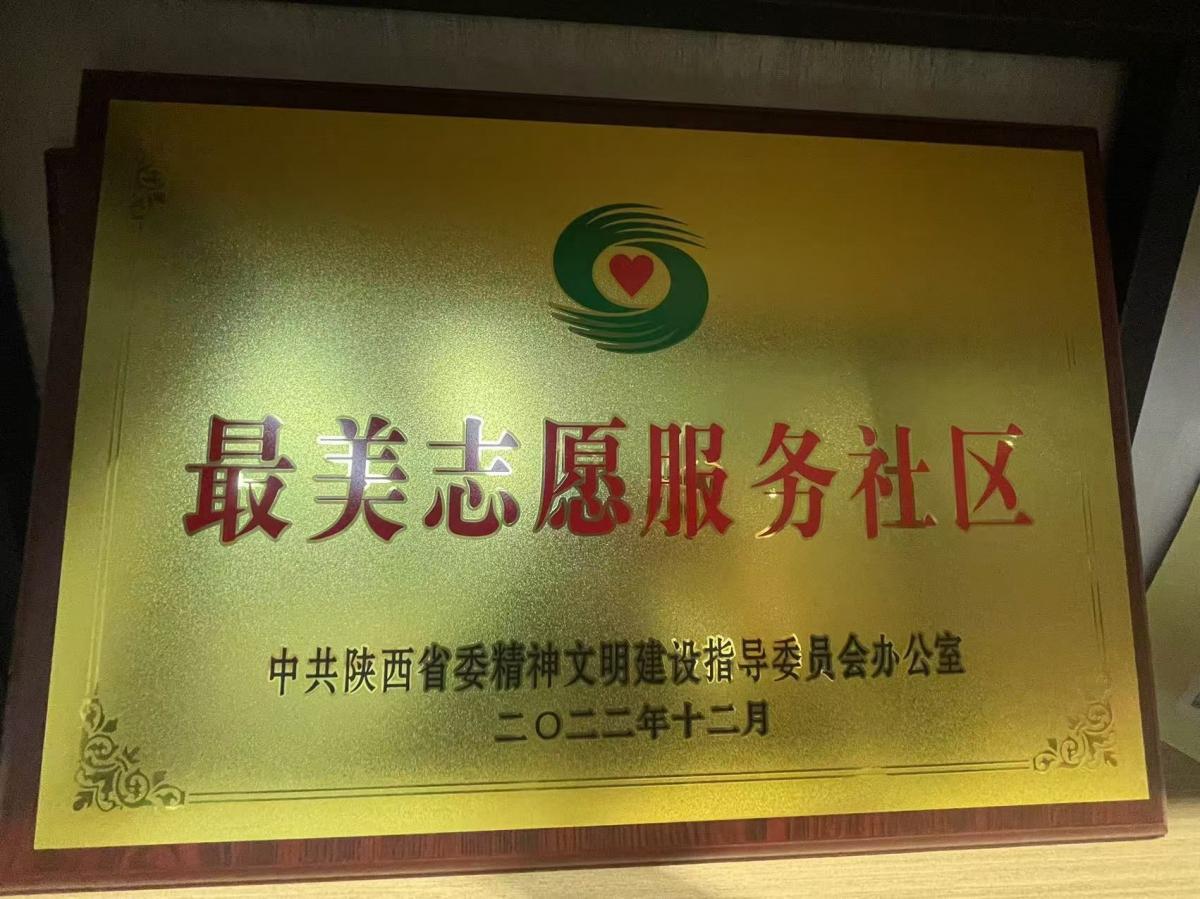 最美志愿服务社区
中共陕西省委精神文明建设指导委员会办公室
二〇二二年十二月